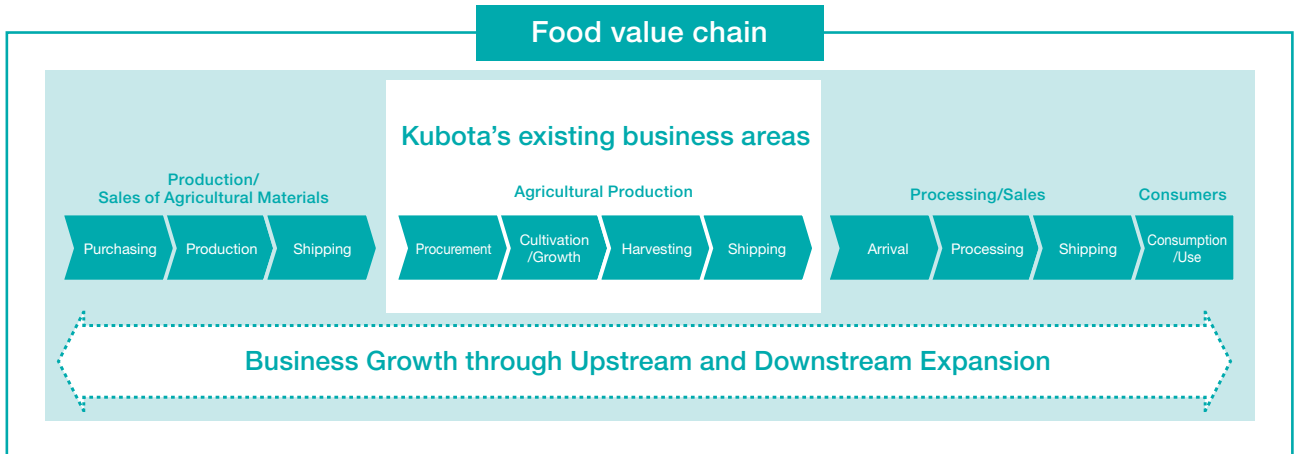 Food value chain
Kubota's existing business areas
Production/
Sales of Agricultural Materials
Agricultural Production
Processing/Sales
Consumers
Purchasing
Production
Shipping
Procurement
Cultivation
/Growth
Harvesting
Shipping
Arrival
Processing
Shipping
Consumption
/Use
Business Growth through Upstream and Downstream Expansion